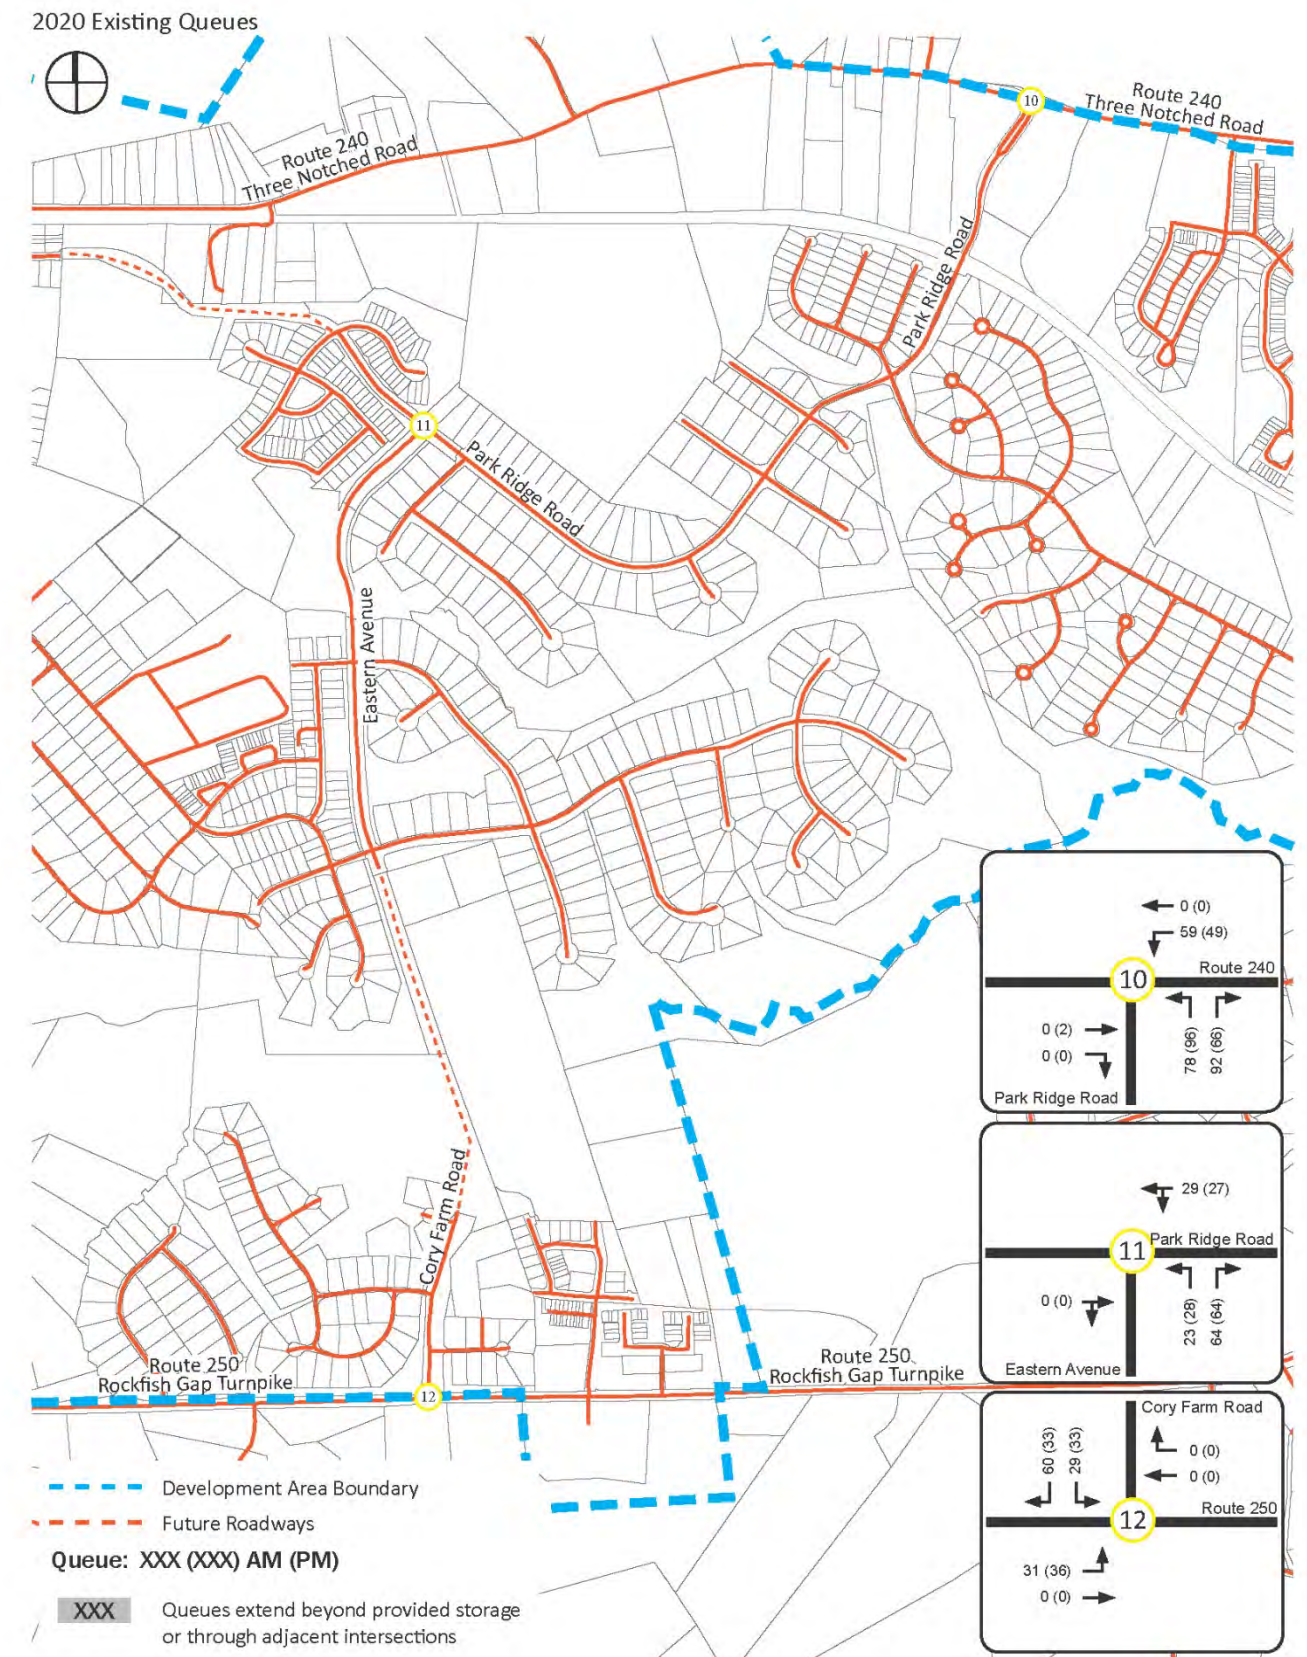 2020 Existing Queues
Route 240
Three Notched Road
10
Route 240
Three Notched Road
Park Ridge Road
11
Park Ridge Road
Eastern Avenue
0 (0)
59 (49)
Route 240
10
0 (2)
0 (0)
78 (96)
92 (66)
Park Ridge Road
29 (27)
Park Ridge Road
11
0 (0)
23 (28)
64 (64)
Eastern Avenue
Cory Farm Road
Route 250
Rockfish Gap Turnpike
12
Route 250
Rockfish Gap Turnpike
Cory Farm Road
60 (33)
29 (33)
0 (0)
0 (0)
Route 250
12
31 (36)
0 (0)
Development Area Boundary
Future Roadways
Queue: XXX (XXX) AM (PM)
XXX
Queues extend beyond provided storage
or through adjacent intersections